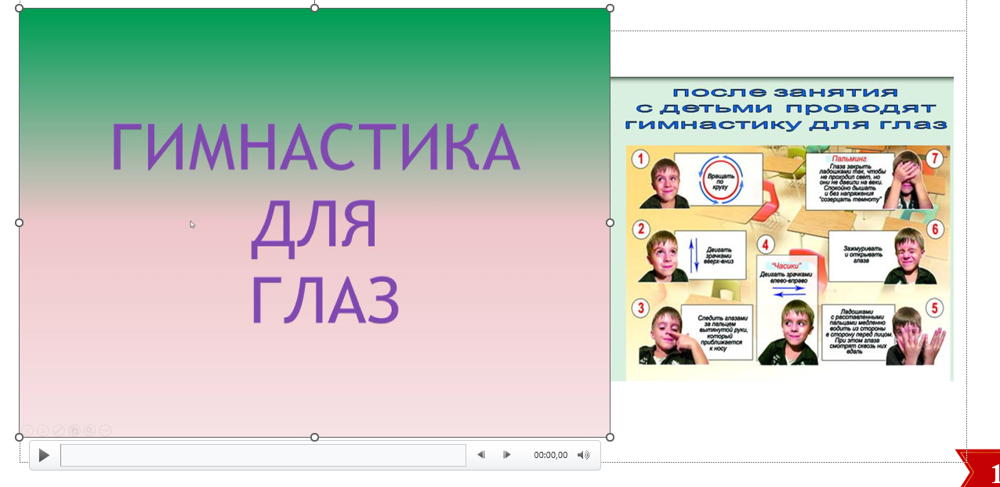 ГИМНАСТИКА
ДЛЯ
ГЛАЗ
00:00,00
после занятия
с детьми проводят
гимнастику для глаз
1
Вращать
по
кругу
2
Двигать
зрачками
вверх-вниз
3
Следить глазами
за пальцем
вытянутой руки,
который
приближается
к носу
4
"Часики"
Двигать зрачками
влево-вправо
5
Ладошками
с расставленными
пальцами медленно
водить из стороны
в сторону перед лицом.
При этом глаза
смотрят сквозь них
вдаль
6
Зажмуривать
и открывать
глаза
7
Пальминг
Глаза закрыть
ладошками так, чтобы
не проходил свет, но
они не давили на веки.
Спокойно дышать
и без напряжения
"созерцать темноту"
1